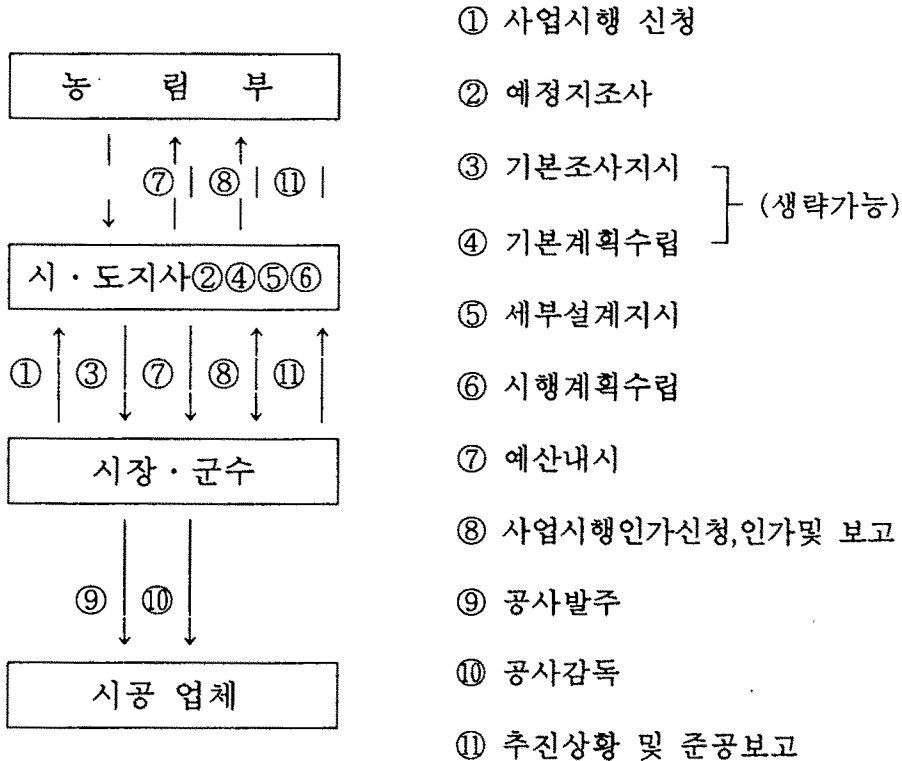 농 림 부
⑦ ⑧ ⑪
시·도지사②④⑤⑥
① ③ ⑦ ⑧ ⑪
시장·군수
⑨ ⑩
시공 업체
① 사업시행 신청
② 예정지조사
③ 기본조사지시
(생략가능)
④ 기본계획수립
⑤ 세부설계지시
⑥ 시행계획수립
⑦ 예산내시
⑧ 사업시행인가신청,인가및 보고
⑨ 공사발주
⑩ 공사감독
⑪ 추진상황 및 준공보고